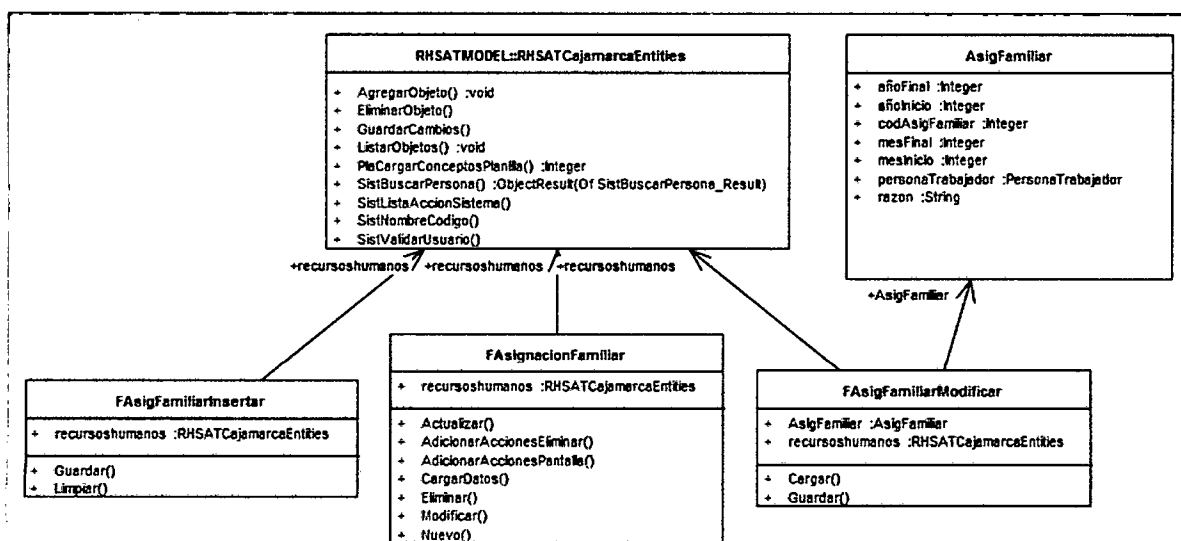 RHSATMODEL::RHSATCajamarcaEntities
+ AgregarObjeto() :void
+ EliminarObjeto()
+ GuardarCambios()
+ ListarObjetos() :void
+ PlaCargarConceptosPlanilla() :Integer
+ SistBuscarPersona() :ObjectResult(Of SistBuscarPersona_Result)
+ SistListaAccionSistema()
+ SistNombreCodigo()
+ SistValidarUsuario()
AsigFamiliar
+ añoFinal :Integer
+ añoInicio :Integer
+ codAsigFamiliar :Integer
+ mesFinal :Integer
+ mesInicio :Integer
+ personaTrabajador :PersonaTrabajador
+ razon :String
+recursoshumanos +recursoshumanos +recursoshumanos
+AsigFamiliar
FAsigFamiliarInsertar
+ recursoshumanos :RHSATCajamarcaEntities
+ Guardar()
+ Limpiar()
FAsignacionFamiliar
+ recursoshumanos :RHSATCajamarcaEntities
+ Actualizar()
+ AdicionarAccionesEliminar()
+ AdicionarAccionesPantalla()
+ CargarDatos()
+ Eliminar()
+ Modificar()
+ Nuevo()
FAsigFamiliarModificar
+ AsigFamiliar :AsigFamiliar
+ recursoshumanos :RHSATCajamarcaEntities
+ Cargar()
+ Guardar()